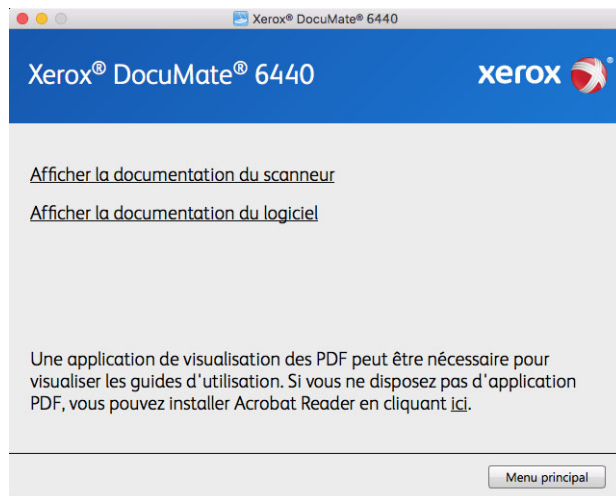 Xerox® DocuMate® 6440
Xerox® DocuMate® 6440
xerox ®
Afficher la documentation du scanneur
Afficher la documentation du logiciel
Une application de visualisation des PDF peut être nécessaire pour
visualiser les guides d'utilisation. Si vous ne disposez pas d'application
PDF, vous pouvez installer Acrobat Reader en cliquant ici.
Menu principal